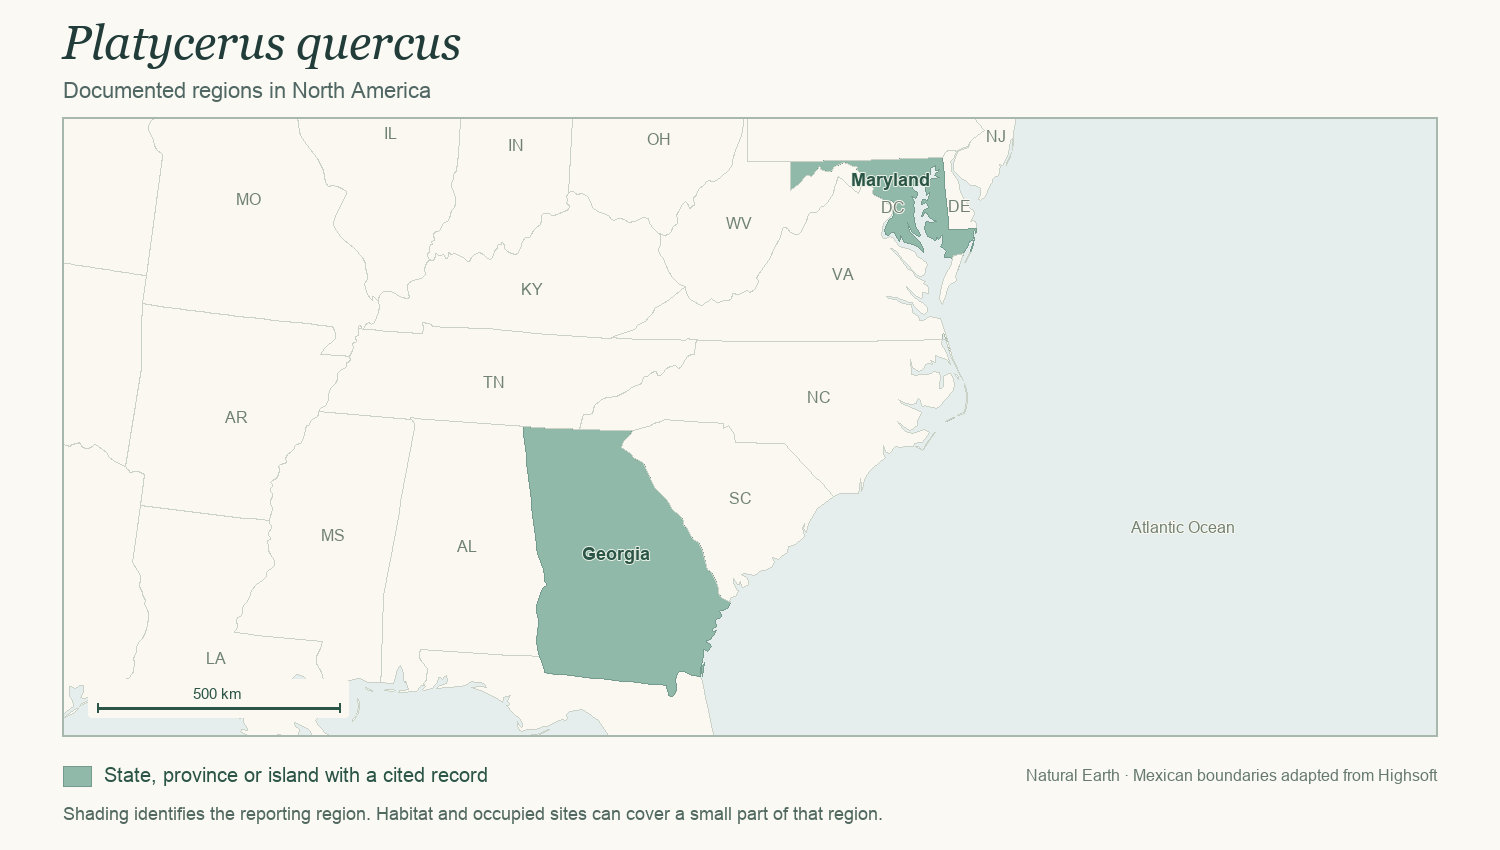 Platycerus quercus
Documented regions in North America
IL
IN
OH
NJ
MO
WV
Maryland
DC
DE
VA
KY
TN
NC
AR
SC
MS
AL
Georgia
Atlantic Ocean
LA
500 km
State, province or island with a cited record
Natural Earth · Mexican boundaries adapted from Highsoft
Shading identifies the reporting region. Habitat and occupied sites can cover a small part of that region.